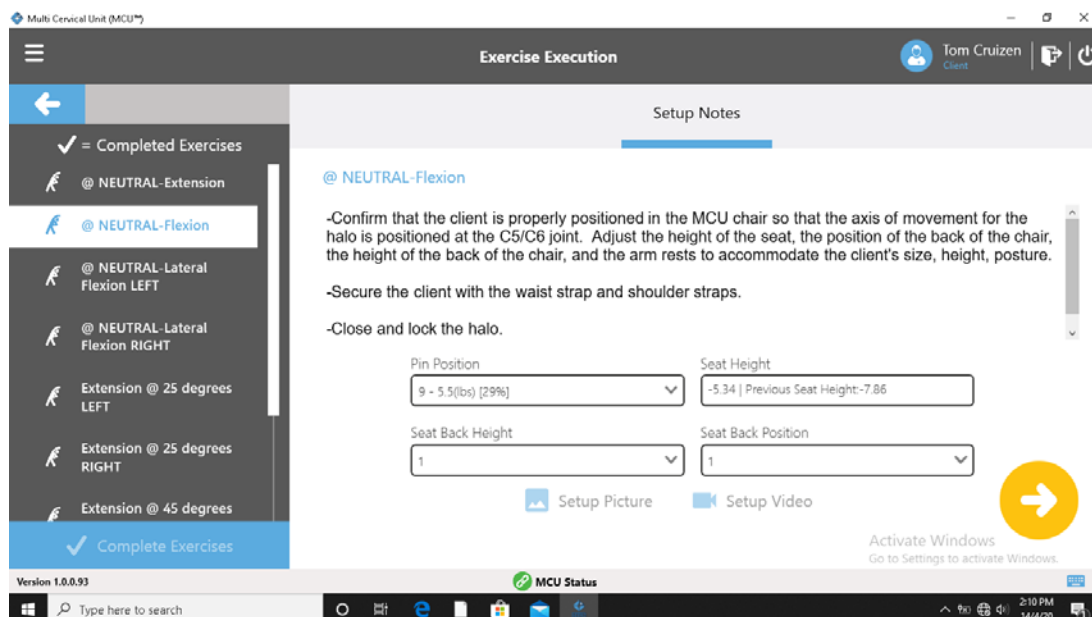 Multi Cervical Unit (MCU™)
Exercise Execution
Tom Cruizen
Client
Setup Notes
= Completed Exercises
@ NEUTRAL-Extension
@ NEUTRAL-Flexion
@ NEUTRAL-Lateral
Flexion LEFT
@ NEUTRAL-Lateral
Flexion RIGHT
Extension @ 25 degrees
LEFT
Extension @ 25 degrees
RIGHT
Extension @ 45 degrees
Complete Exercises
@ NEUTRAL-Flexion
-Confirm that the client is properly positioned in the MCU chair so that the axis of movement for the
halo is positioned at the C5/C6 joint.  Adjust the height of the seat, the position of the back of the chair,
the height of the back of the chair, and the arm rests to accommodate the client's size, height, posture.
-Secure the client with the waist strap and shoulder straps.
-Close and lock the halo.
Pin Position
9 - 5.5(lbs) [29%]
Seat Height
-5.34 | Previous Seat Height:-7.86
Seat Back Height
1
Seat Back Position
1
Setup Picture
Setup Video
Activate Windows
Go to Settings to activate Windows.
Version 1.0.0.93
MCU Status
Type here to search
2:10 PM